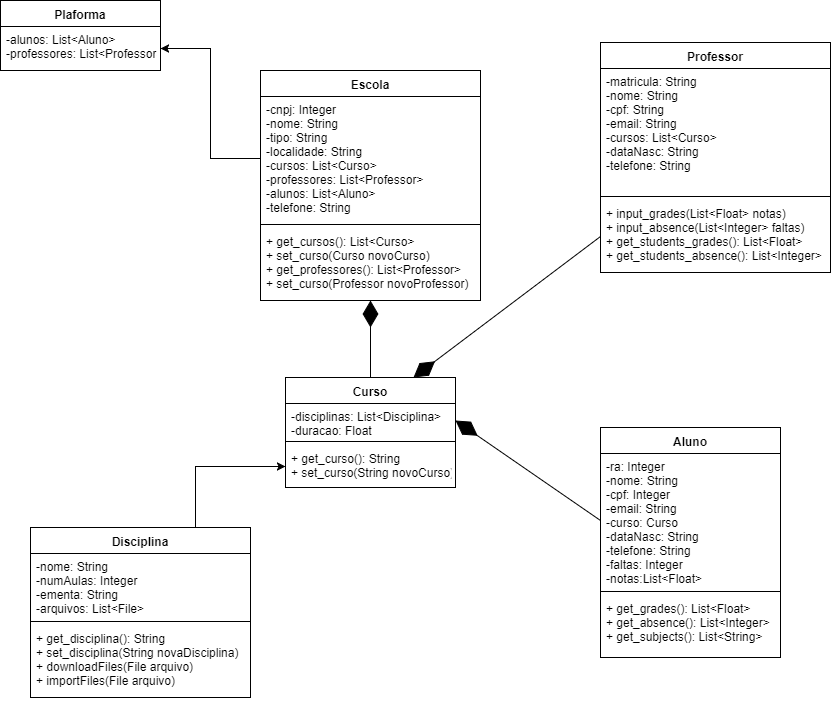 Plaforma
-alunos: List<Aluno>
-professores: List<Professor
Escola
-cnpj: Integer
-nome: String
-tipo: String
-localidade: String
-cursos: List<Curso>
-professores: List<Professor>
-alunos: List<Aluno>
-telefone: String
+ get_cursos(): List<Curso>
+ set_curso(Curso novoCurso)
+ get_professores(): List<Professor>
+ set_curso(Professor novoProfessor)
Professor
-matricula: String
-nome: String
-cpf: String
-email: String
-cursos: List<Curso>
-dataNasc: String
-telefone: String
+ input_grades(List<Float> notas)
+ input_absence(List<Integer> faltas)
+ get_students_grades(): List<Float>
+ get_students_absence(): List<Integer>
Curso
-disciplinas: List<Disciplina>
-duracao: Float
+ get_curso(): String
+ set_curso(String novoCurso)
Aluno
-ra: Integer
-nome: String
-cpf: Integer
-email: String
-curso: Curso
-dataNasc: String
-telefone: String
-faltas: Integer
-notas:List<Float>
+ get_grades(): List<Float>
+ get_absence(): List<Integer>
+ get_subjects(): List<String>
Disciplina
-nome: String
-numAulas: Integer
-ementa: String
-arquivos: List<File>
+ get_disciplina(): String
+ set_disciplina(String novaDisciplina)
+ downloadFiles(File arquivo)
+ importFiles(File arquivo)